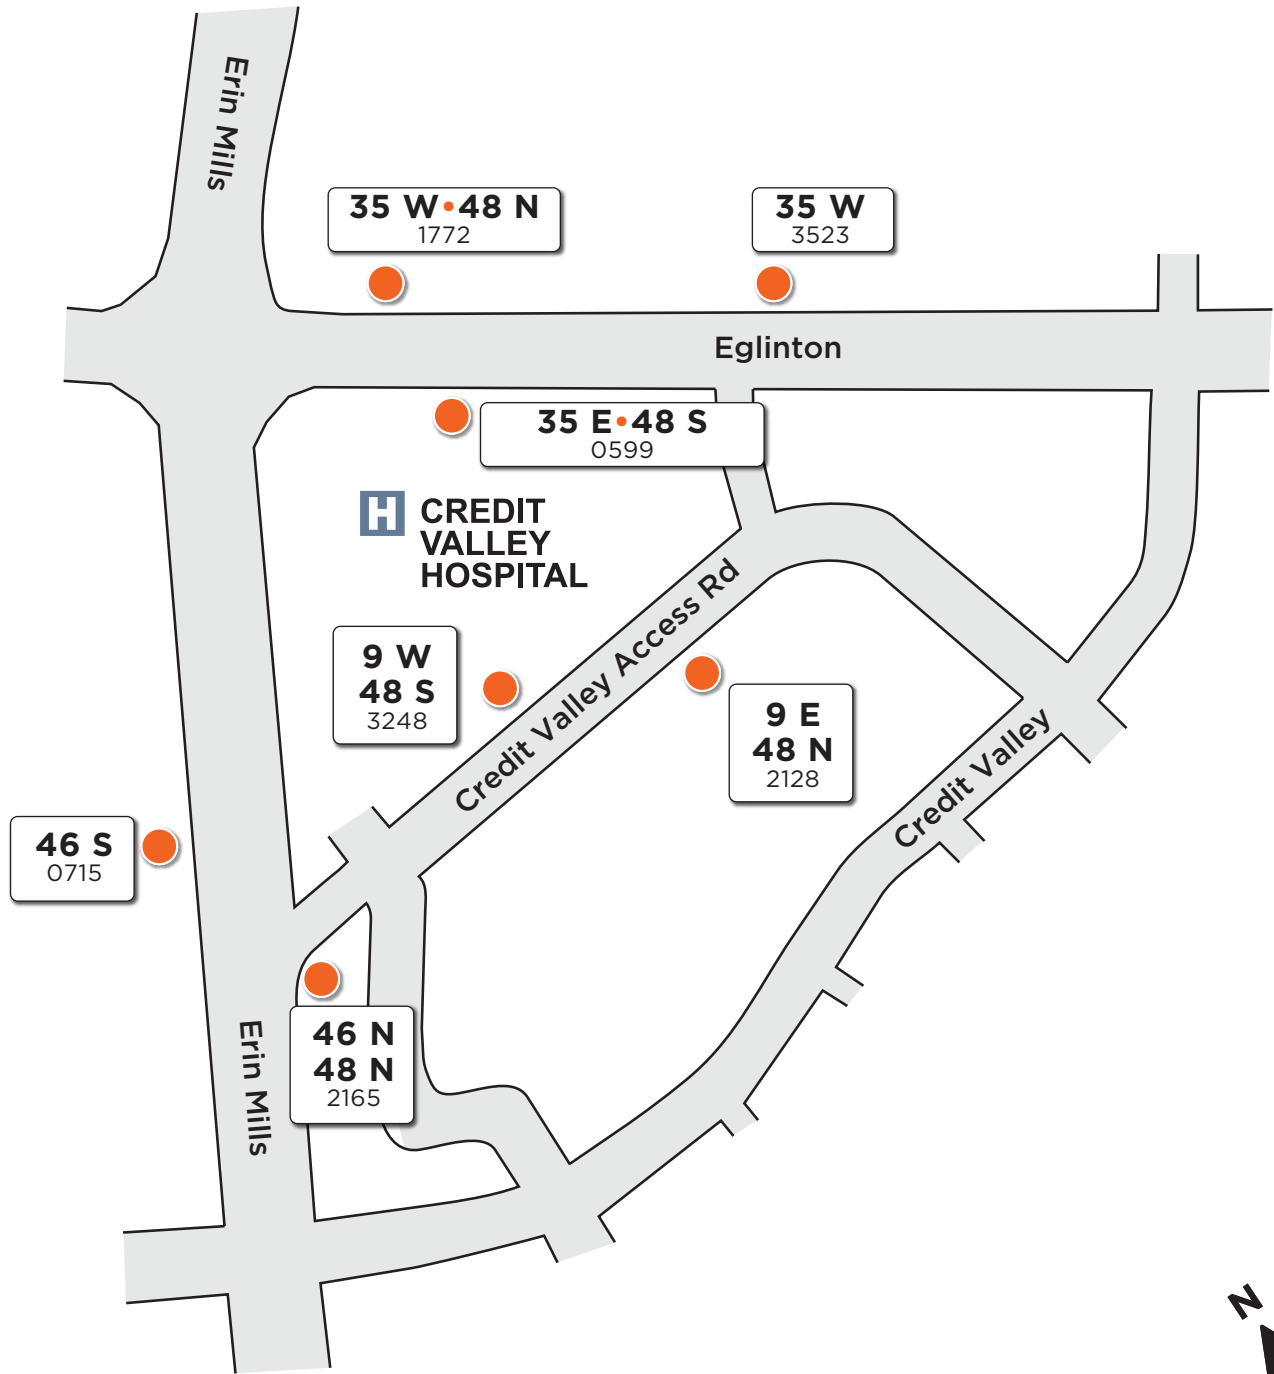 Erin Mills
35 W•48 N
1772
35 W
3523
Eglinton
35 E•48 S
0599
H
CREDIT
VALLEY
HOSPITAL
Credit Valley Access Rd
9 W
48 S
3248
9 E
48 N
2128
Credit Valley
46 S
0715
46 N
48 N
2165
Erin Mills
N